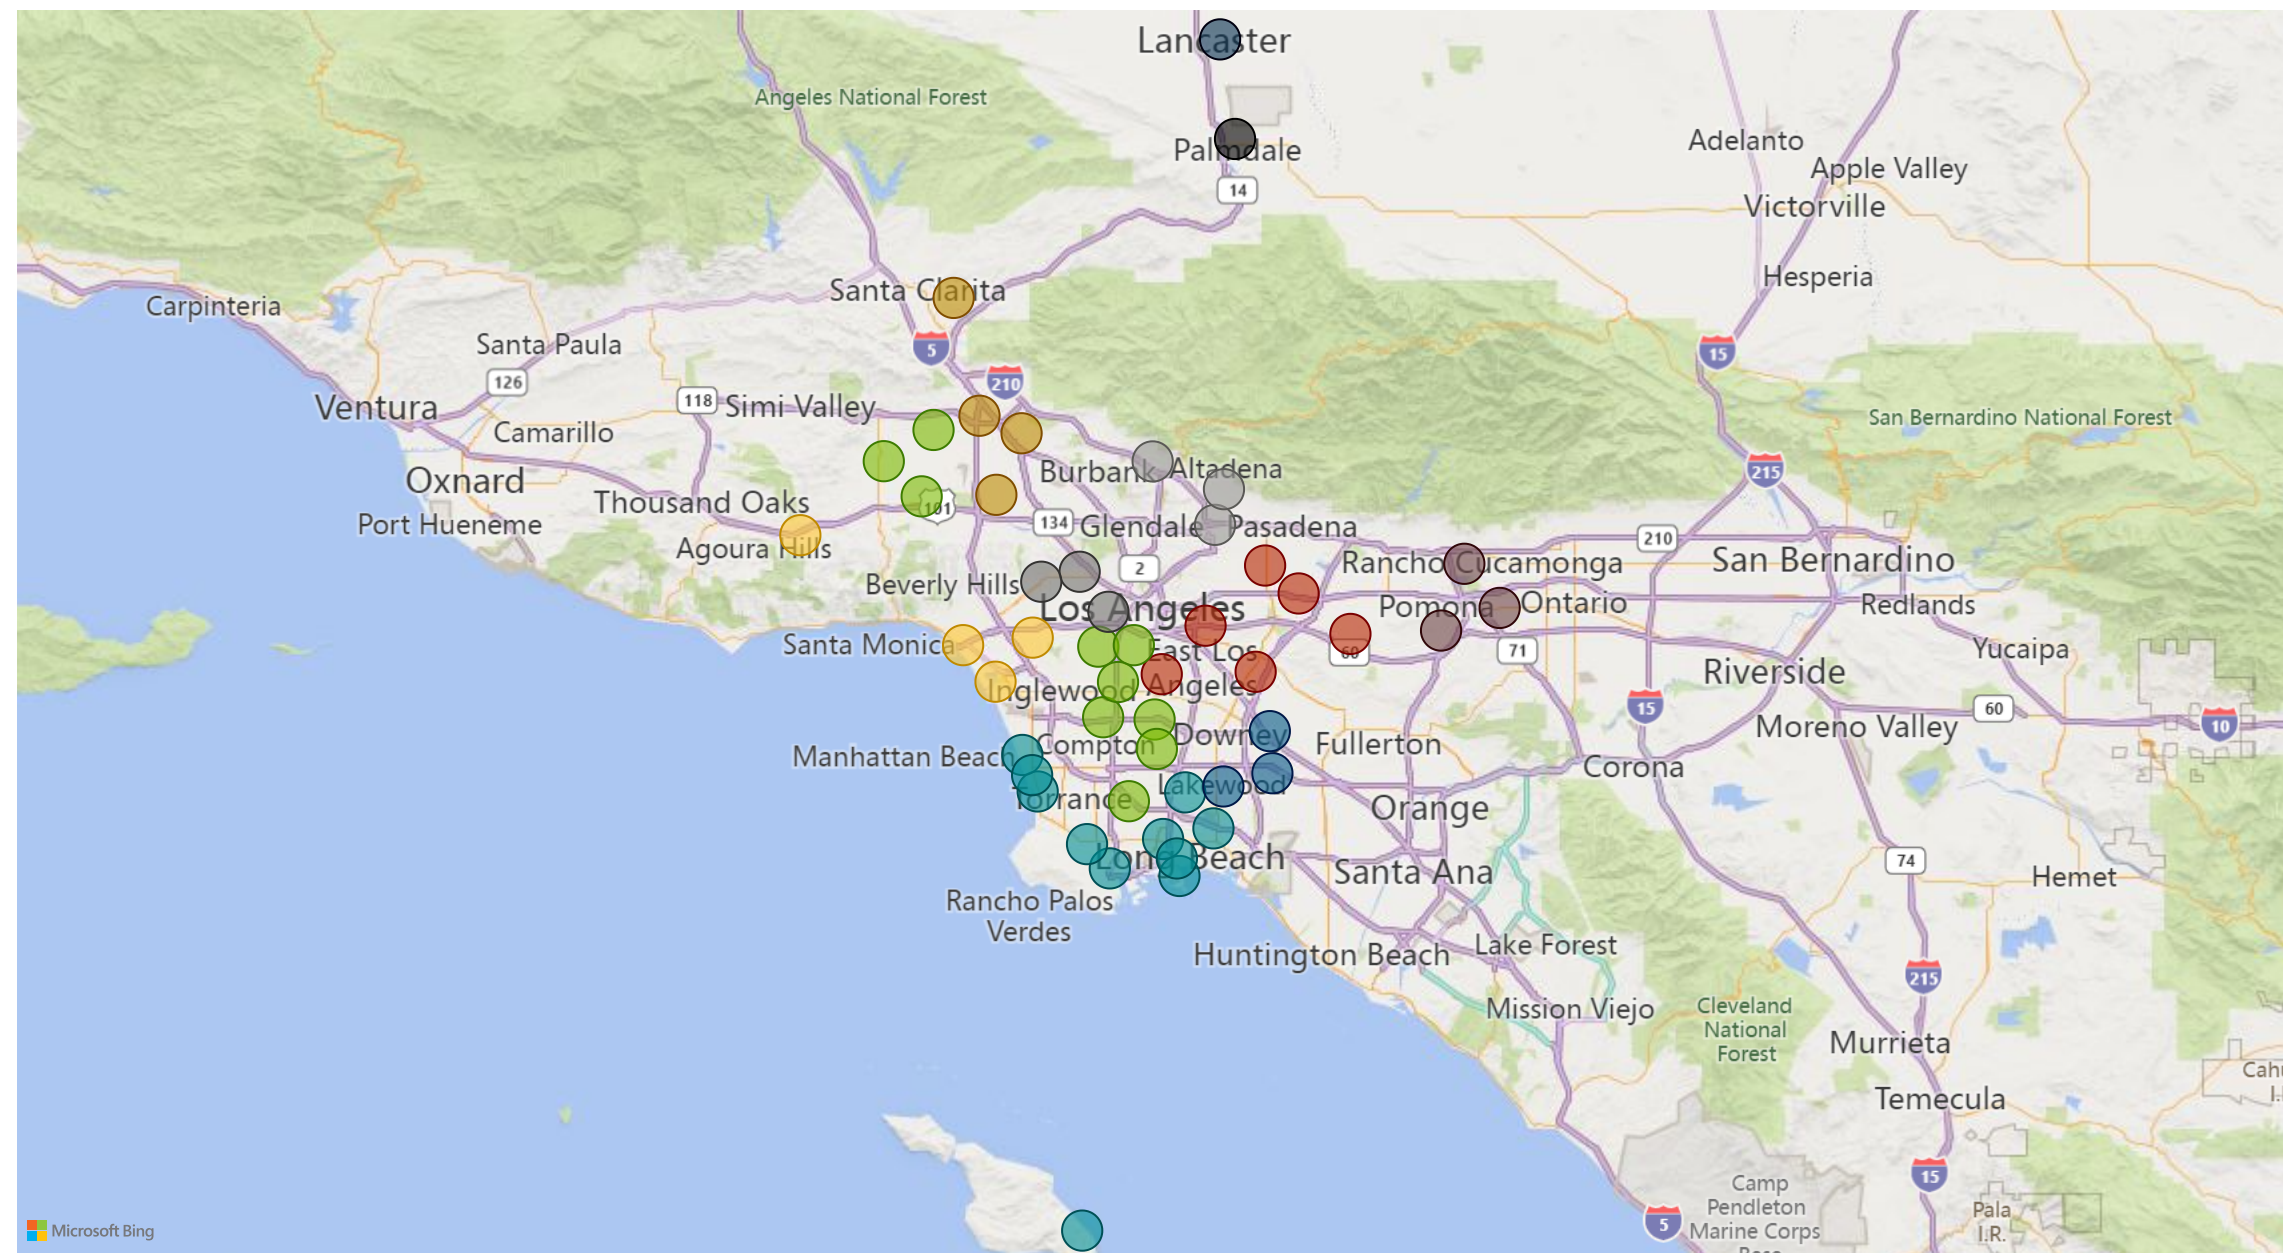 Lancaster
Angeles National Forest
Palmdale
Adelanto
Apple Valley
14
Victorville
Hesperia
Santa Clarita
Carpinteria
Santa Paula
5
15
126
210
118
Simi Valley
Ventura
San Bernardino National Forest
Camarillo
Burbank
Altadena
215
Oxnard
Thousand Oaks
101
Port Hueneme
134
Glendale
Pasadena
210
Agoura Hills
Rancho Cucamonga
San Bernardino
2
Beverly Hills
Los Angeles
Pomona
Ontario
Redlands
Santa Monica
East Los
Angeles
60
71
Yucaipa
Riverside
Inglewood
15
60
Moreno Valley
10
Downey
Compton
Fullerton
Manhattan Beach
Corona
Lakewood
Torrance
Orange
Long Beach
Santa Ana
74
Hemet
Rancho Palos
Verdes
Huntington Beach
Lake Forest
215
Mission Viejo
Cleveland
National
Forest
Murrieta
Temecula
15
Camp
Pendleton
Marine Corps
5
Pala
I.R.
Microsoft Bing